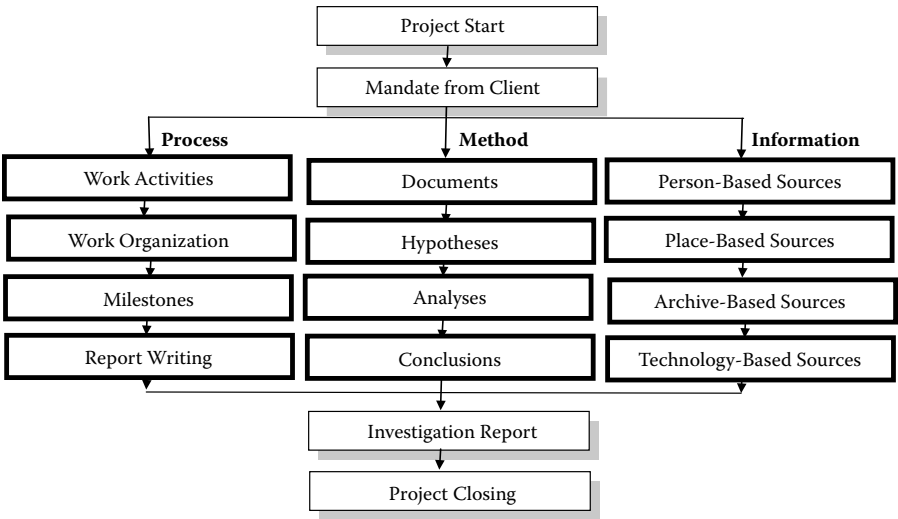 Project Start
Mandate from Client
Process
Method
Information
Work Activities
Documents
Person-Based Sources
Work Organization
Hypotheses
Place-Based Sources
Milestones
Analyses
Archive-Based Sources
Report Writing
Conclusions
Technology-Based Sources
Investigation Report
Project Closing